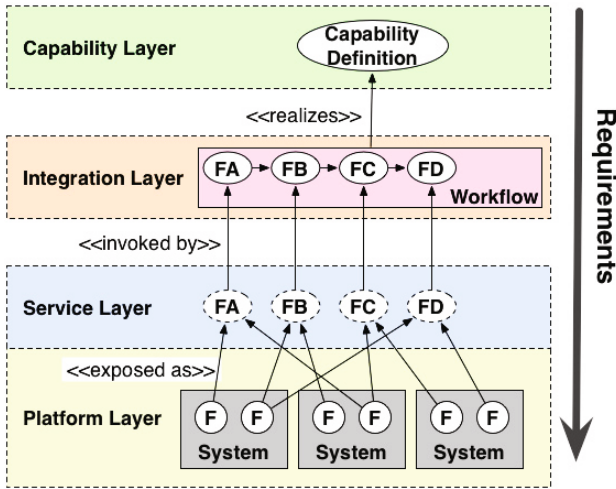 Capability Layer
Capability
Definition
<<realizes>>
Integration Layer
FA
FB
FC
FD
Workflow
<<invoked by>>
Service Layer
FA
FB
FC
FD
<<exposed as>>
Platform Layer
F
F
F
F
F
F
System
System
System
Requirements